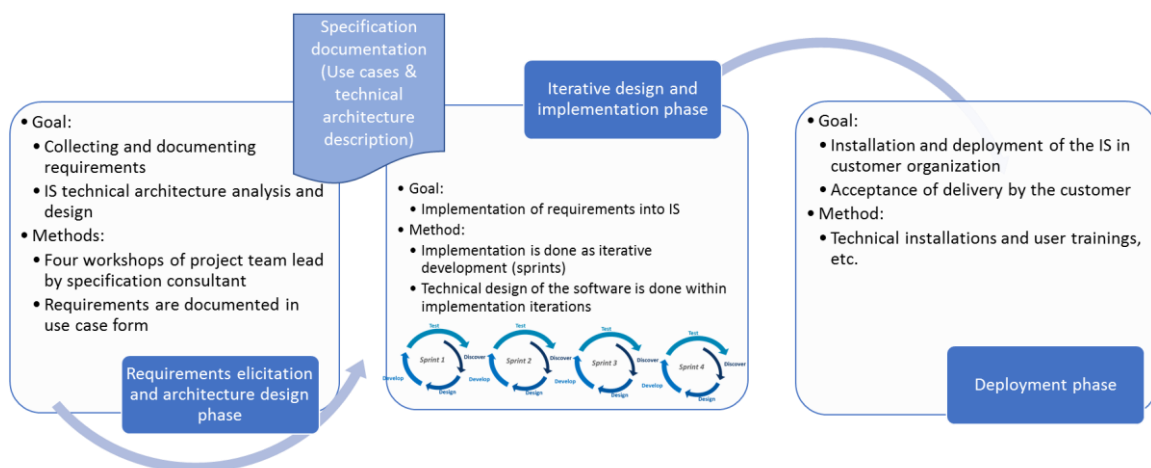 Specification
documentation
(Use cases &
technical
architecture
description)
• Goal:
• Collecting and documenting
requirements
• IS technical architecture analysis and
design
• Methods:
• Four workshops of project team lead
by specification consultant
• Requirements are documented in
use case form
Requirements elicitation
and architecture design
phase
Iterative design and
implementation phase
• Goal:
• Implementation of requirements into IS
• Method:
• Implementation is done as iterative
development (sprints)
• Technical design of the software is done within
implementation iterations
Test
Sprint 1
Discover
Develop
Design
Test
Sprint 2
Discover
Develop
Design
Test
Sprint 3
Discover
Develop
Design
Test
Sprint 4
Discover
Develop
Design
• Goal:
• Installation and deployment of the IS in
customer organization
• Acceptance of delivery by the customer
• Method:
• Technical installations and user trainings,
etc.
Deployment phase